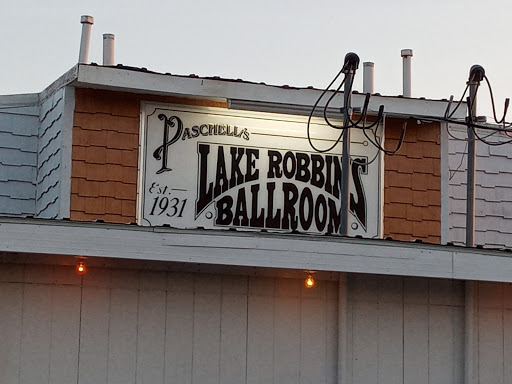 PASCHELL'S
LAKE ROBBINS
BALLROOM
EST.
1931